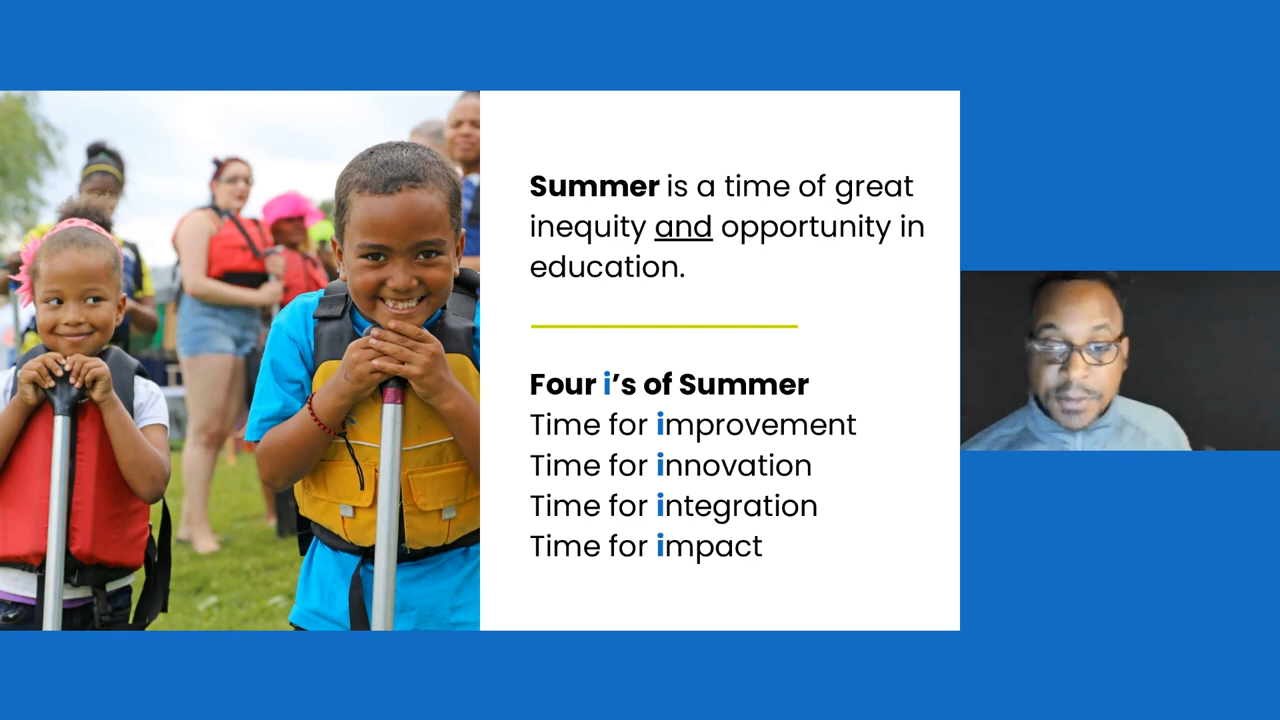 Summer is a time of great
inequity and opportunity in
education.
Four i’s of Summer
Time for improvement
Time for innovation
Time for integration
Time for impact